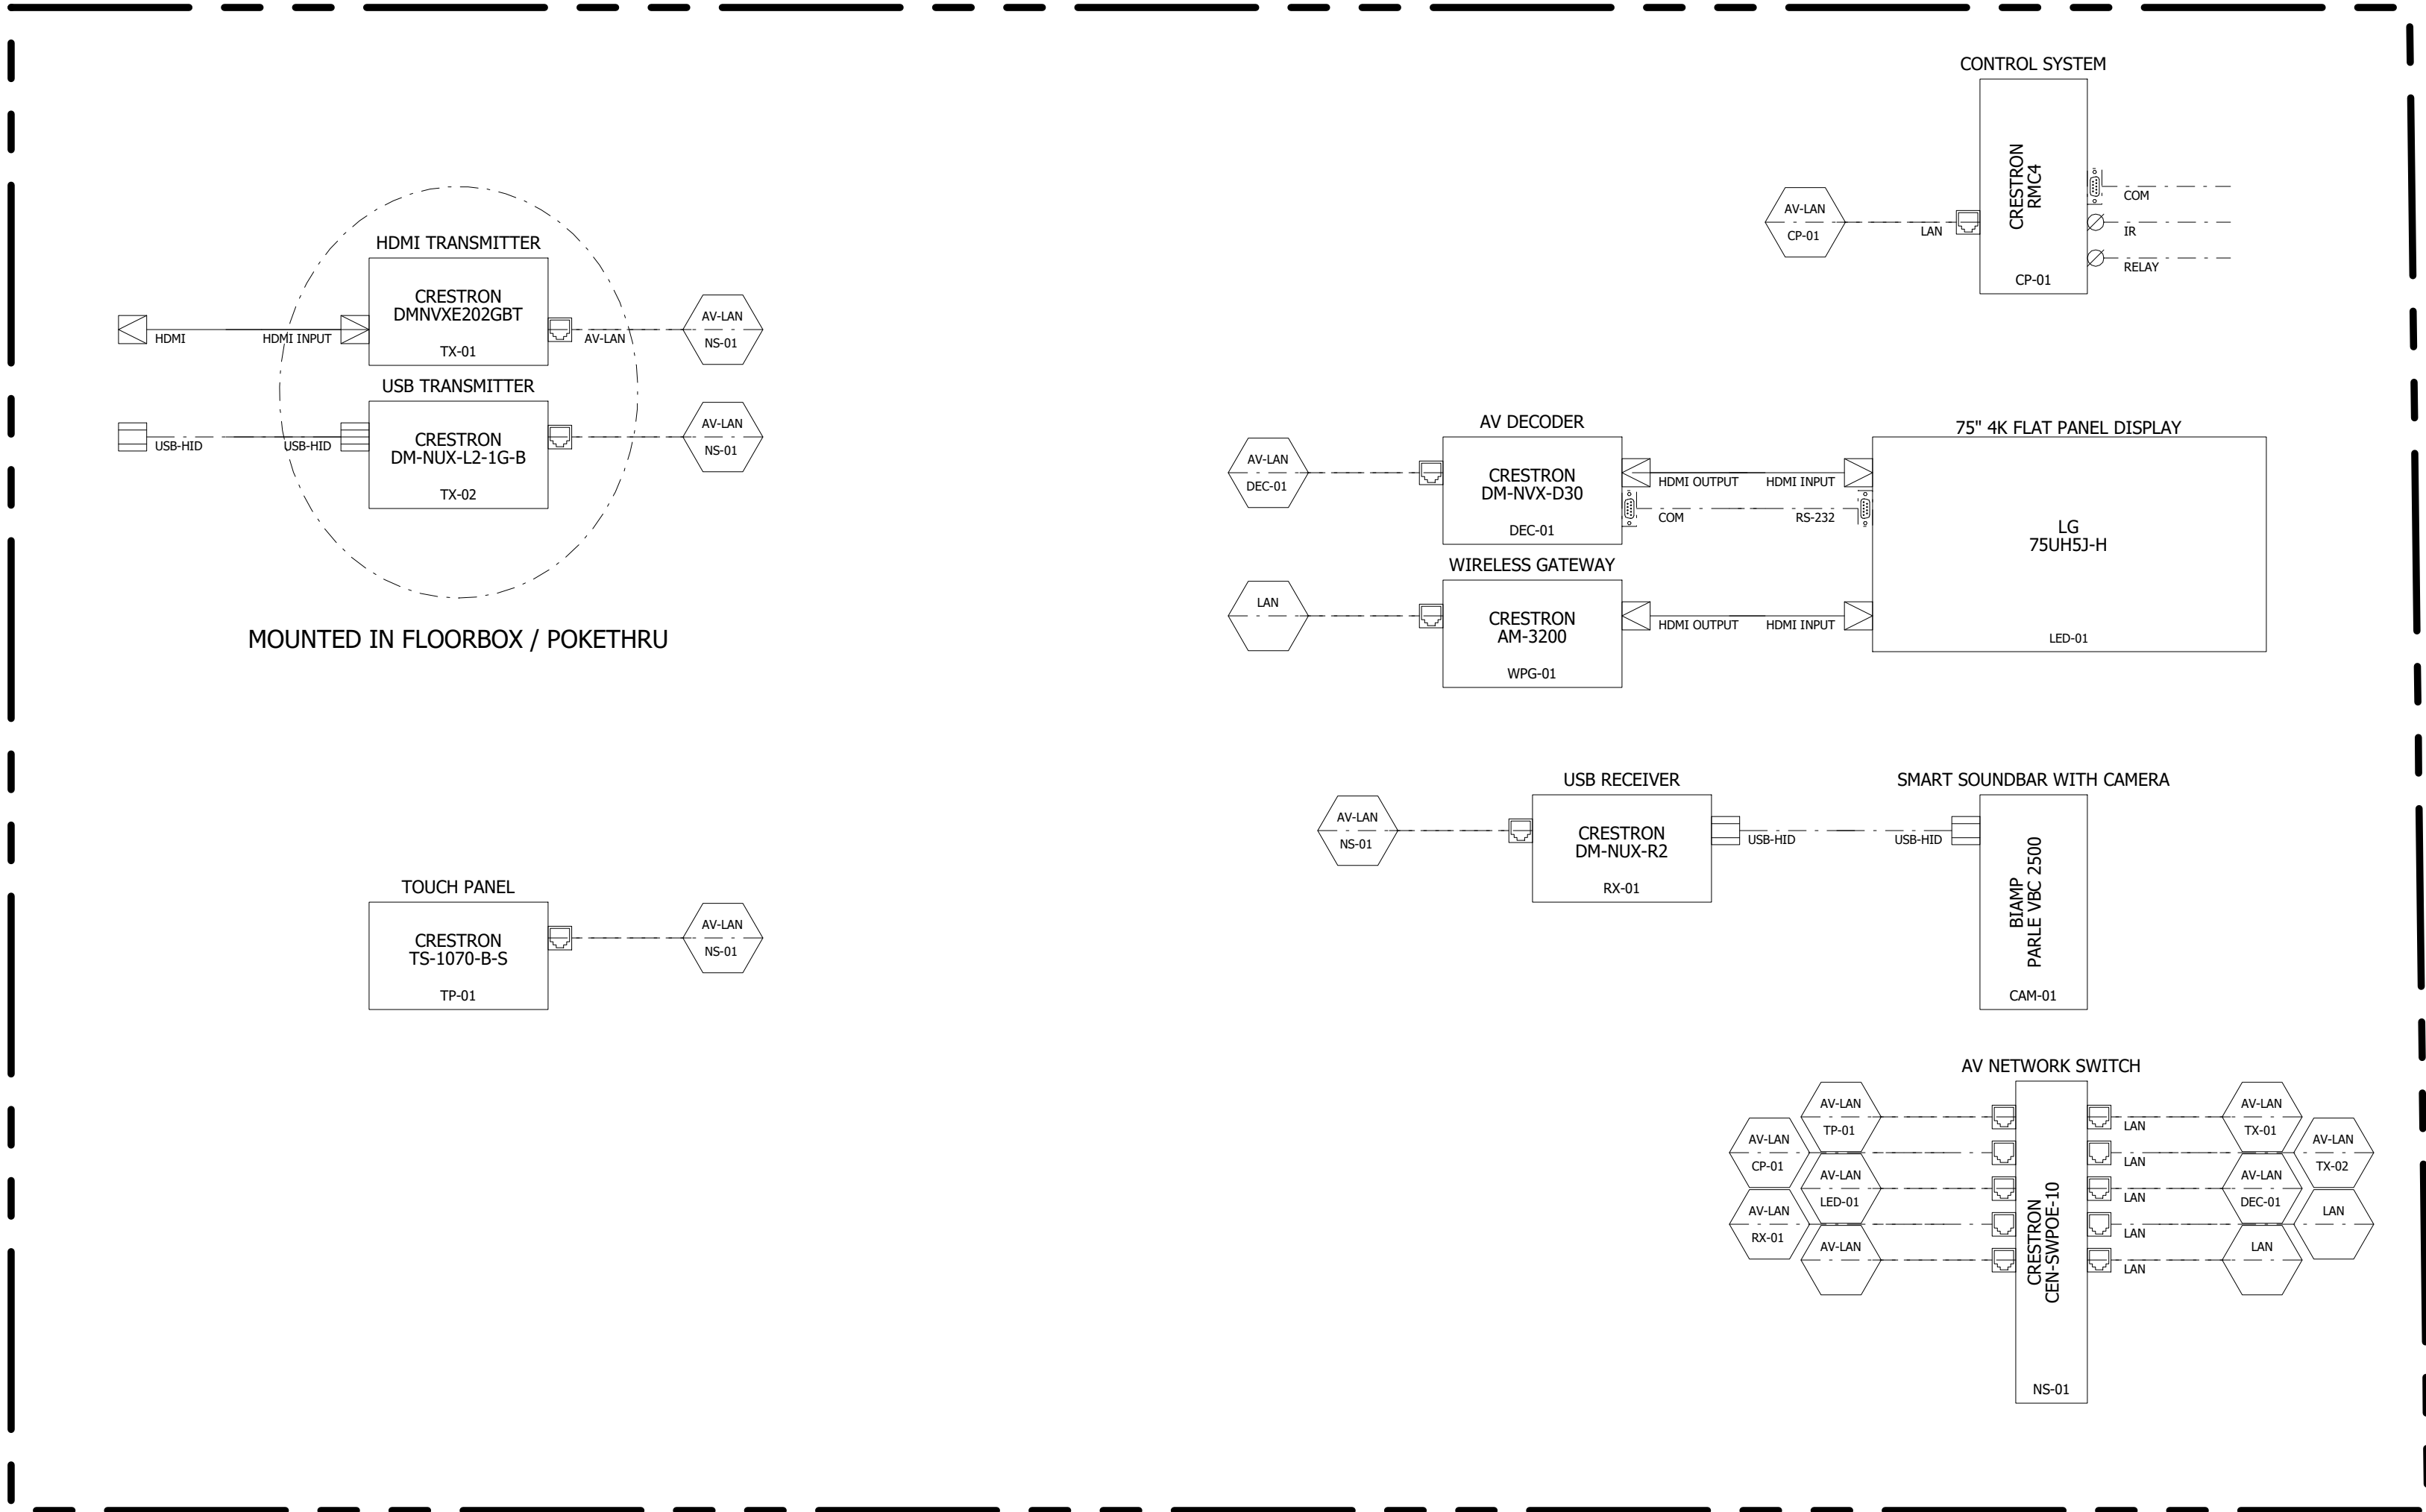 CONTROL SYSTEM
CRESTRON
RMC4
CP-01
AV-LAN
CP-01
LAN
COM
IR
RELAY
HDMI TRANSMITTER
CRESTRON
DMNVXE202GBT
TX-01
HDMI
HDMI INPUT
AV-LAN
AV-LAN
NS-01
USB TRANSMITTER
CRESTRON
DM-NUX-L2-1G-B
TX-02
USB-HID
USB-HID
AV-LAN
NS-01
MOUNTED IN FLOORBOX / POKETHRU
AV DECODER
CRESTRON
DM-NVX-D30
DEC-01
AV-LAN
DEC-01
HDMI OUTPUT
HDMI INPUT
COM
RS-232
75" 4K FLAT PANEL DISPLAY
LG
75UH5J-H
LED-01
WIRELESS GATEWAY
CRESTRON
AM-3200
WPG-01
LAN
HDMI OUTPUT
HDMI INPUT
USB RECEIVER
CRESTRON
DM-NUX-R2
RX-01
AV-LAN
NS-01
USB-HID
USB-HID
SMART SOUNDBAR WITH CAMERA
BIAMP
PARLE VBC 2500
CAM-01
TOUCH PANEL
CRESTRON
TS-1070-B-S
TP-01
AV-LAN
NS-01
AV NETWORK SWITCH
CRESTRON
CEN-SWPOE-10
NS-01
AV-LAN
TP-01
AV-LAN
CP-01
AV-LAN
LED-01
AV-LAN
RX-01
AV-LAN
LAN
LAN
LAN
LAN
LAN
AV-LAN
TX-01
AV-LAN
TX-02
AV-LAN
DEC-01
LAN
LAN